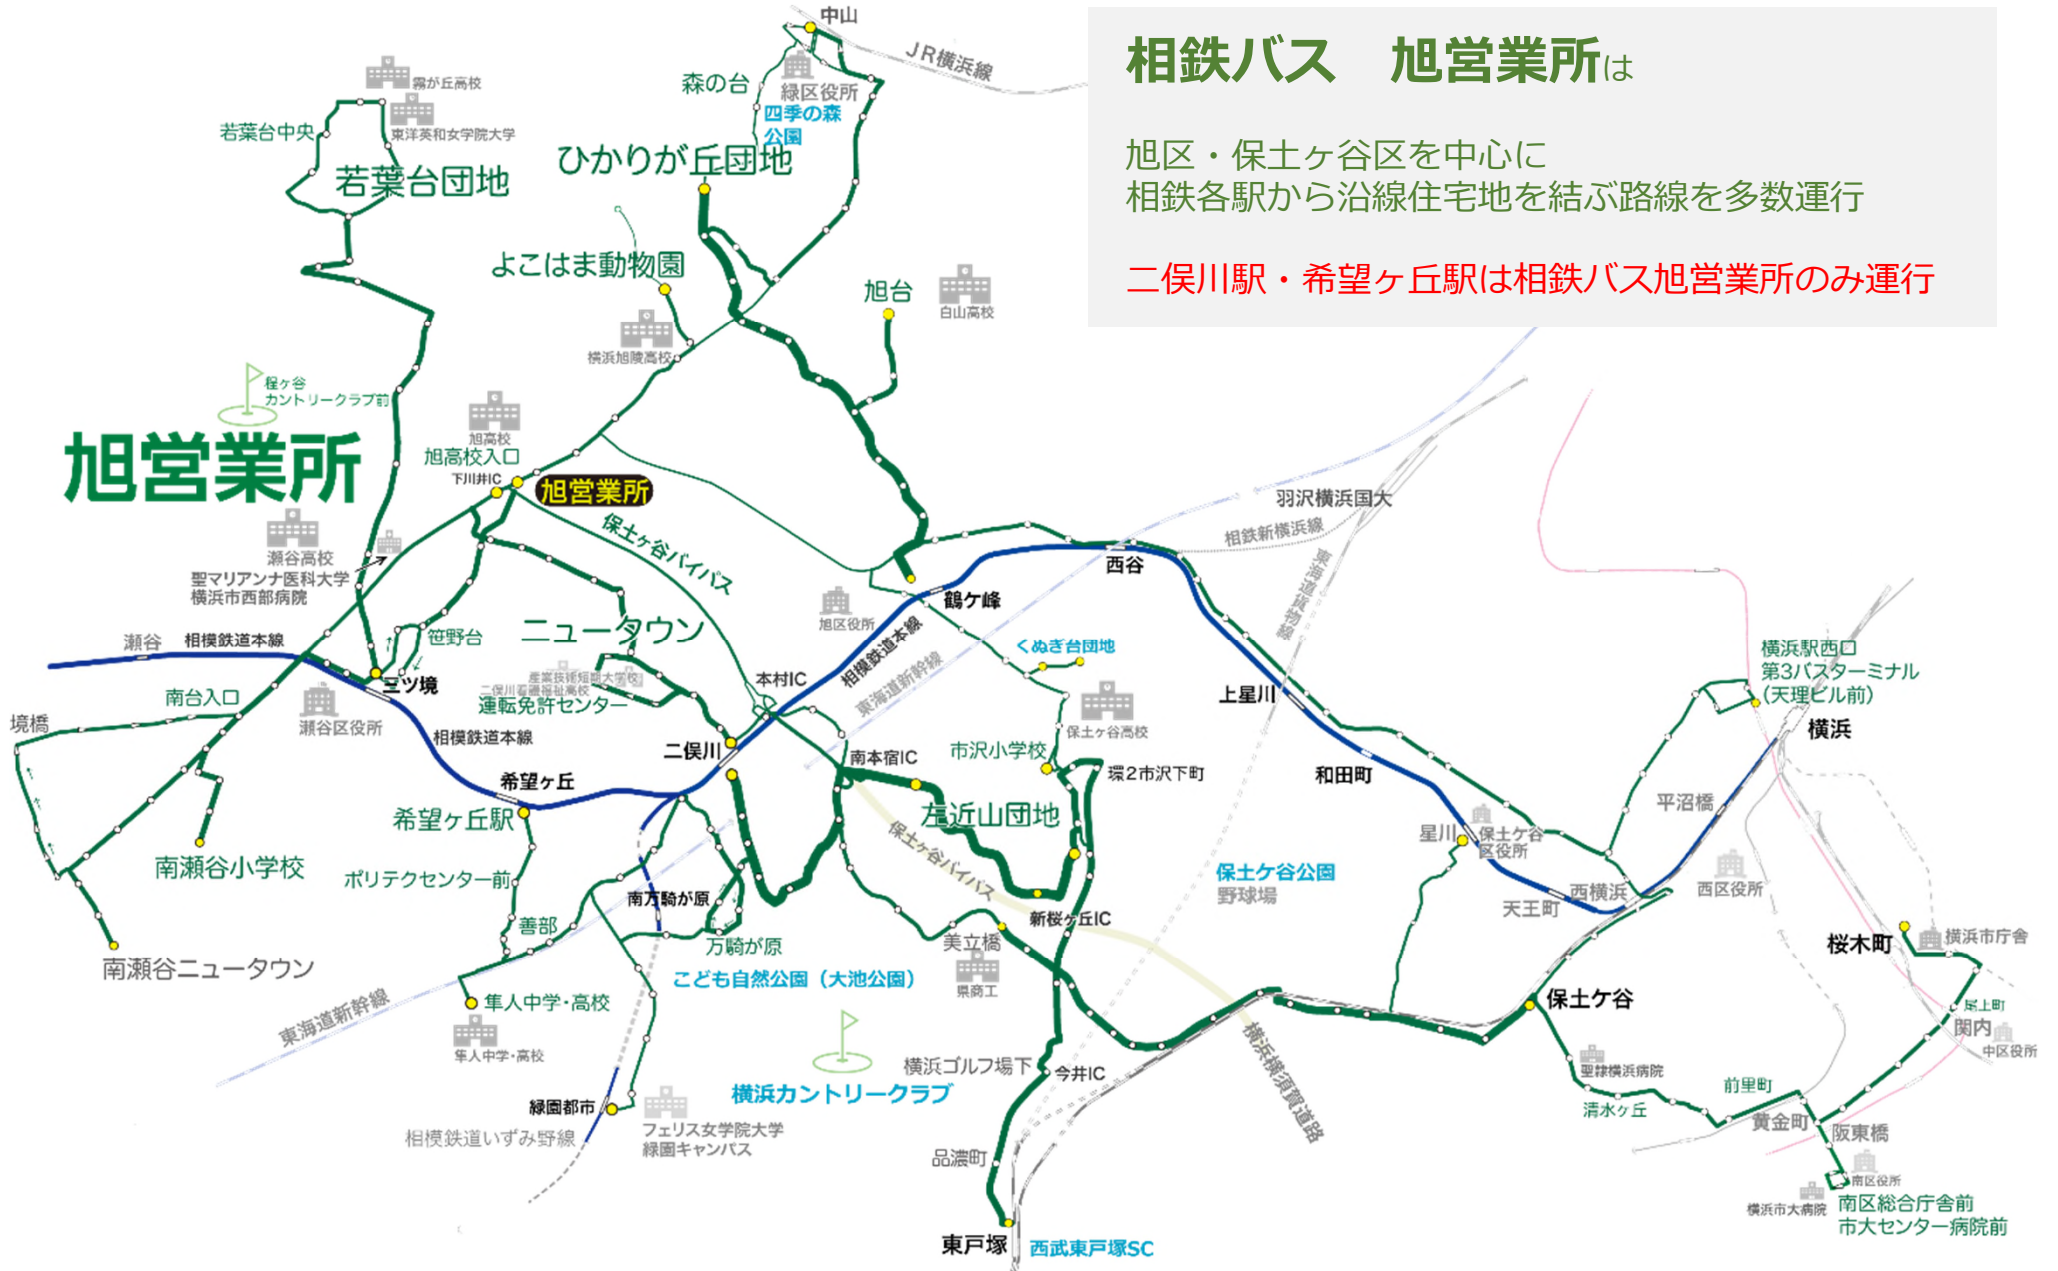 相鉄バス 旭営業所は
旭区・保土ヶ谷区を中心に
相鉄各駅から沿線住宅地を結ぶ路線を多数運行
二俣川駅・希望ヶ丘駅は相鉄バス旭営業所のみ運行
中山
JR横浜線
森の台
緑区役所
四季の森
公園
霧が丘高校
若葉台中央
東洋英和女学院大学
若葉台団地
ひかりが丘団地
よこはま動物園
横浜旭陵高校
旭台
白山高校
程ヶ谷
カントリークラブ前
旭営業所
旭高校
旭高校入口
下川井IC
旭営業所
保土ヶ谷バイパス
瀬谷高校
聖マリアンナ医科大学
横浜市西部病院
羽沢横浜国大
相鉄新横浜線
東海道貨物線
西谷
鶴ケ峰
旭区役所
瀬谷
相模鉄道本線
笹野台
ニュータウン
相模鉄道本線
東海道新幹線
くぬぎ台団地
三ツ境
産業技術短期大学校
二俣川看護福祉高校
運転免許センター
本村IC
保土ヶ谷高校
上星川
横浜駅西口
第3バスターミナル
(天理ビル前)
横浜
南台入口
瀬谷区役所
境橋
相模鉄道本線
二俣川
南本宿IC
市沢小学校
環2市沢下町
和田町
希望ヶ丘
希望ヶ丘駅
左近山団地
平沼橋
星川
保土ケ谷
区役所
南瀬谷小学校
ポリテクセンター前
保土ヶ谷バイパス
保土ケ谷公園
野球場
西横浜
西区役所
天王町
南万騎が原
善部
万騎が原
新桜ヶ丘IC
美立橋
県商工
桜木町
横浜市庁舎
南瀬谷ニュータウン
こども自然公園(大池公園)
隼人中学・高校
隼人中学・高校
東海道新幹線
保土ケ谷
尾上町
関内
中区役所
横浜ゴルフ場下
今井IC
横浜横須賀道路
聖隷横浜病院
横浜カントリークラブ
清水ヶ丘
前里町
黄金町
阪東橋
緑園都市
相模鉄道いずみ野線
フェリス女学院大学
緑園キャンパス
品濃町
南区役所
横浜市大病院
南区総合庁舎前
市大センター病院前
東戸塚
西武東戸塚SC